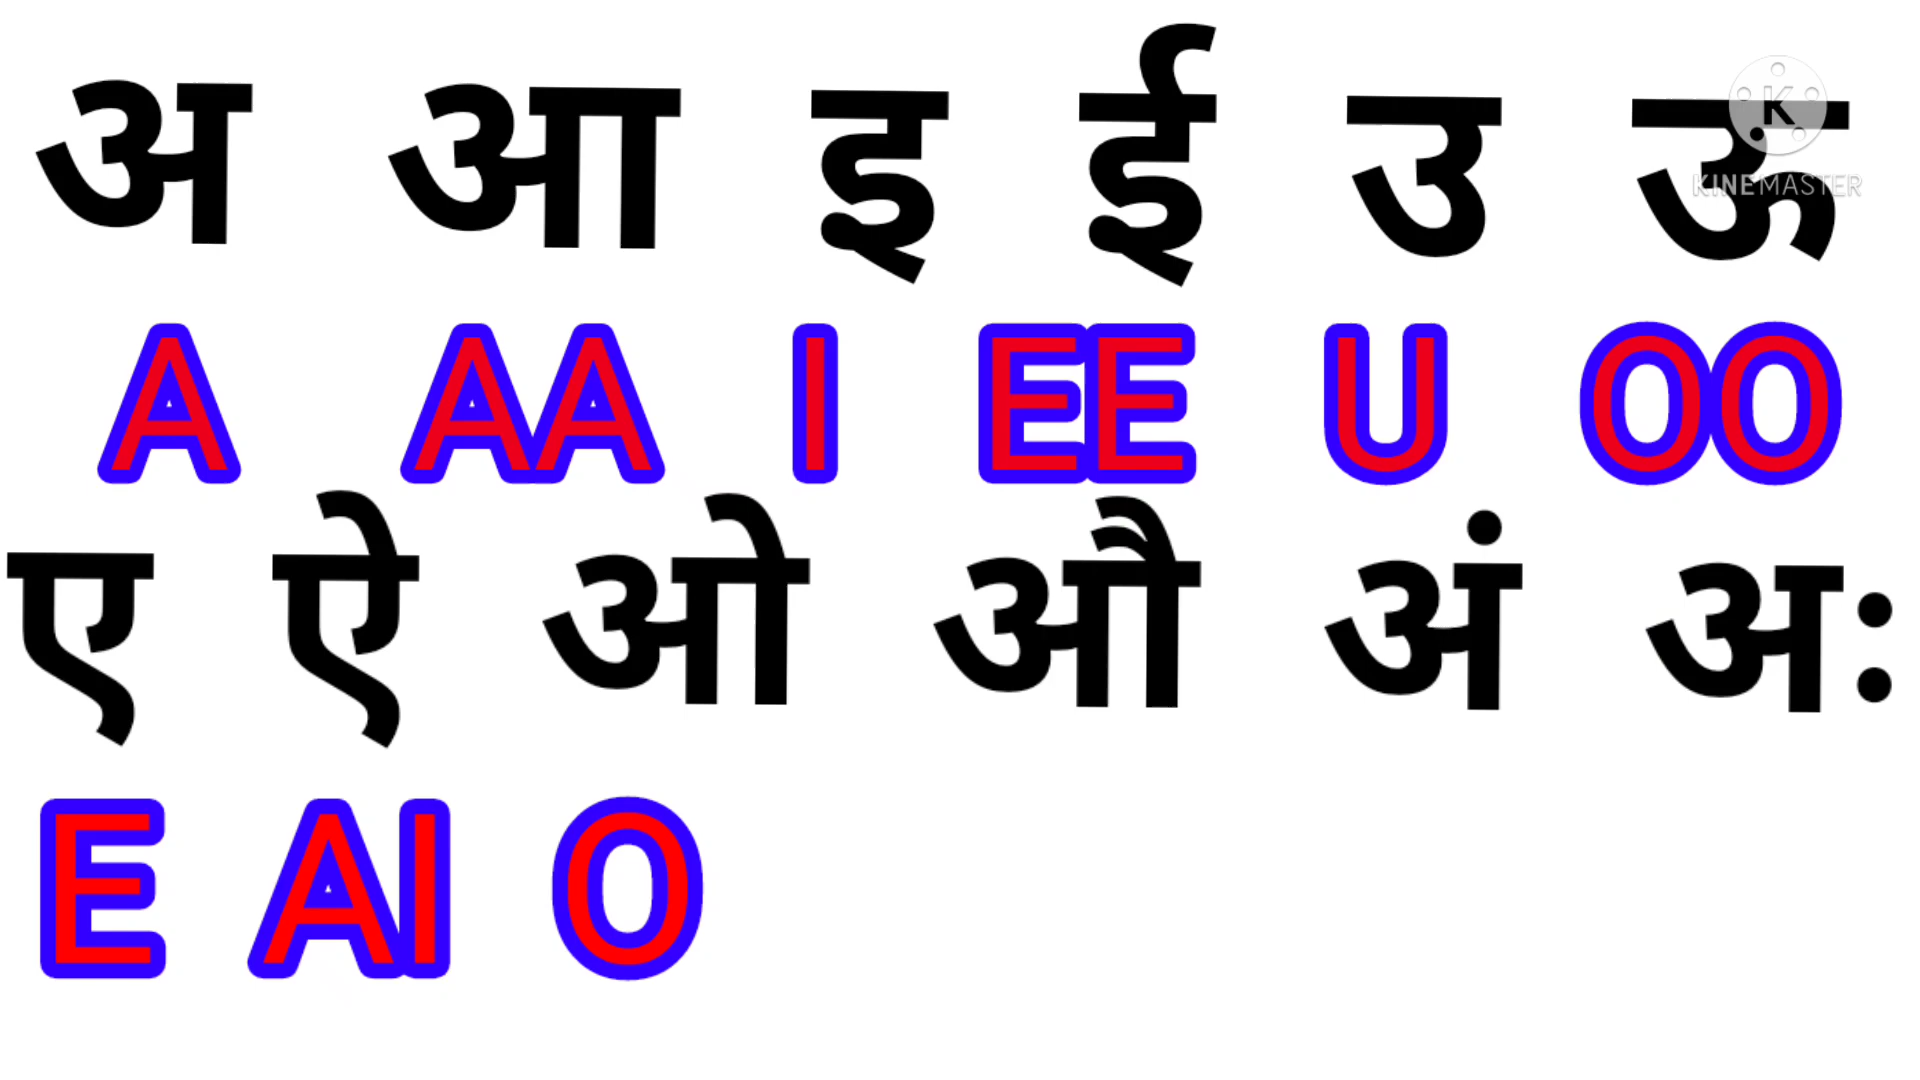 अ आ इ ई उ ऊ
K
KINEMASTER
A AA I EE U OO
ए ऐ ओ औ अं अः
E AI O